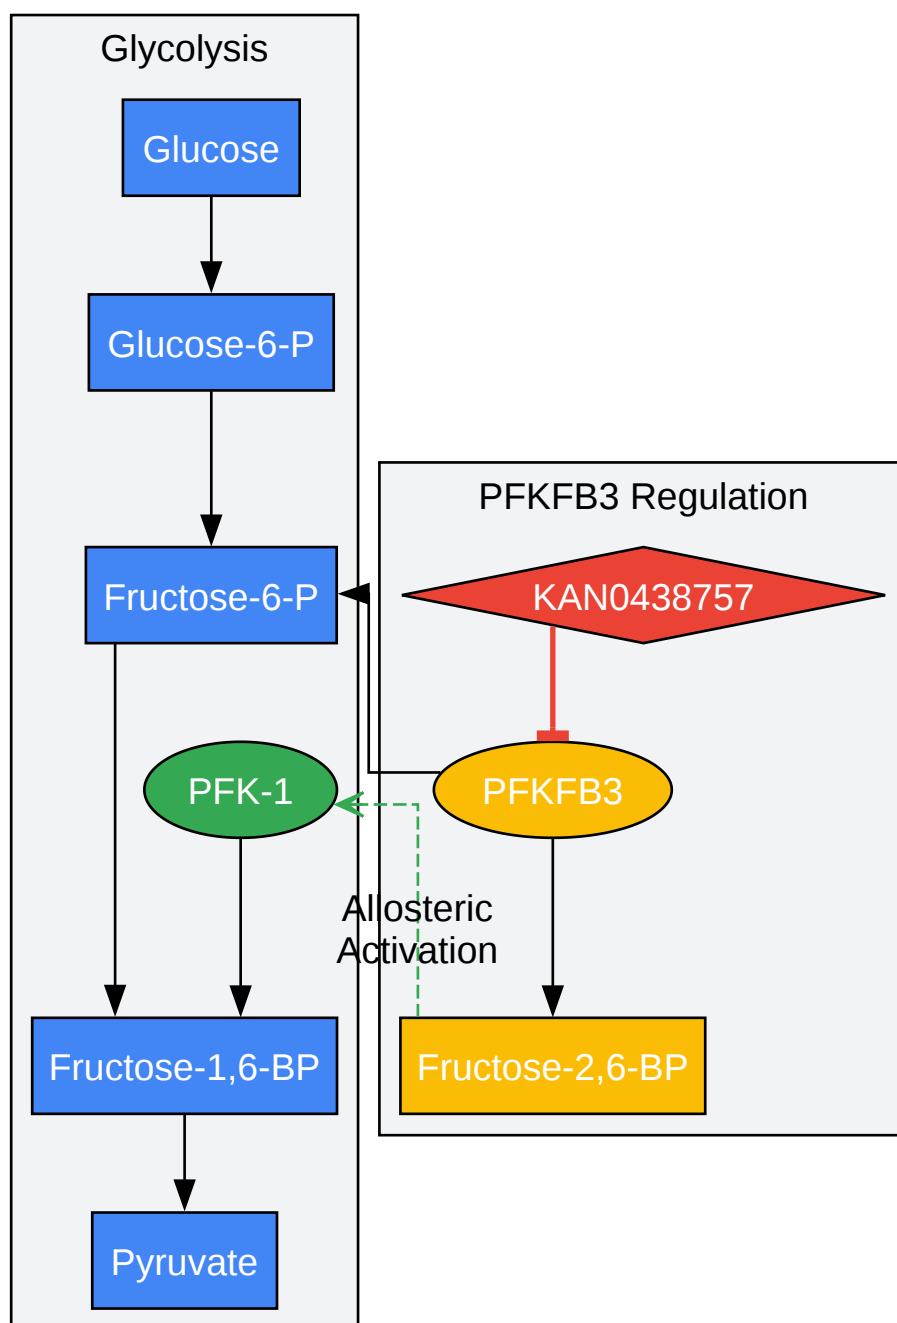 Glycolysis
Glucose
Glucose-6-P
PFKFB3 Regulation
Fructose-6-P
KAN0438757
PFK-1
PFKFB3
Allosteric
Activation
Fructose-1,6-BP
Fructose-2,6-BP
Pyruvate